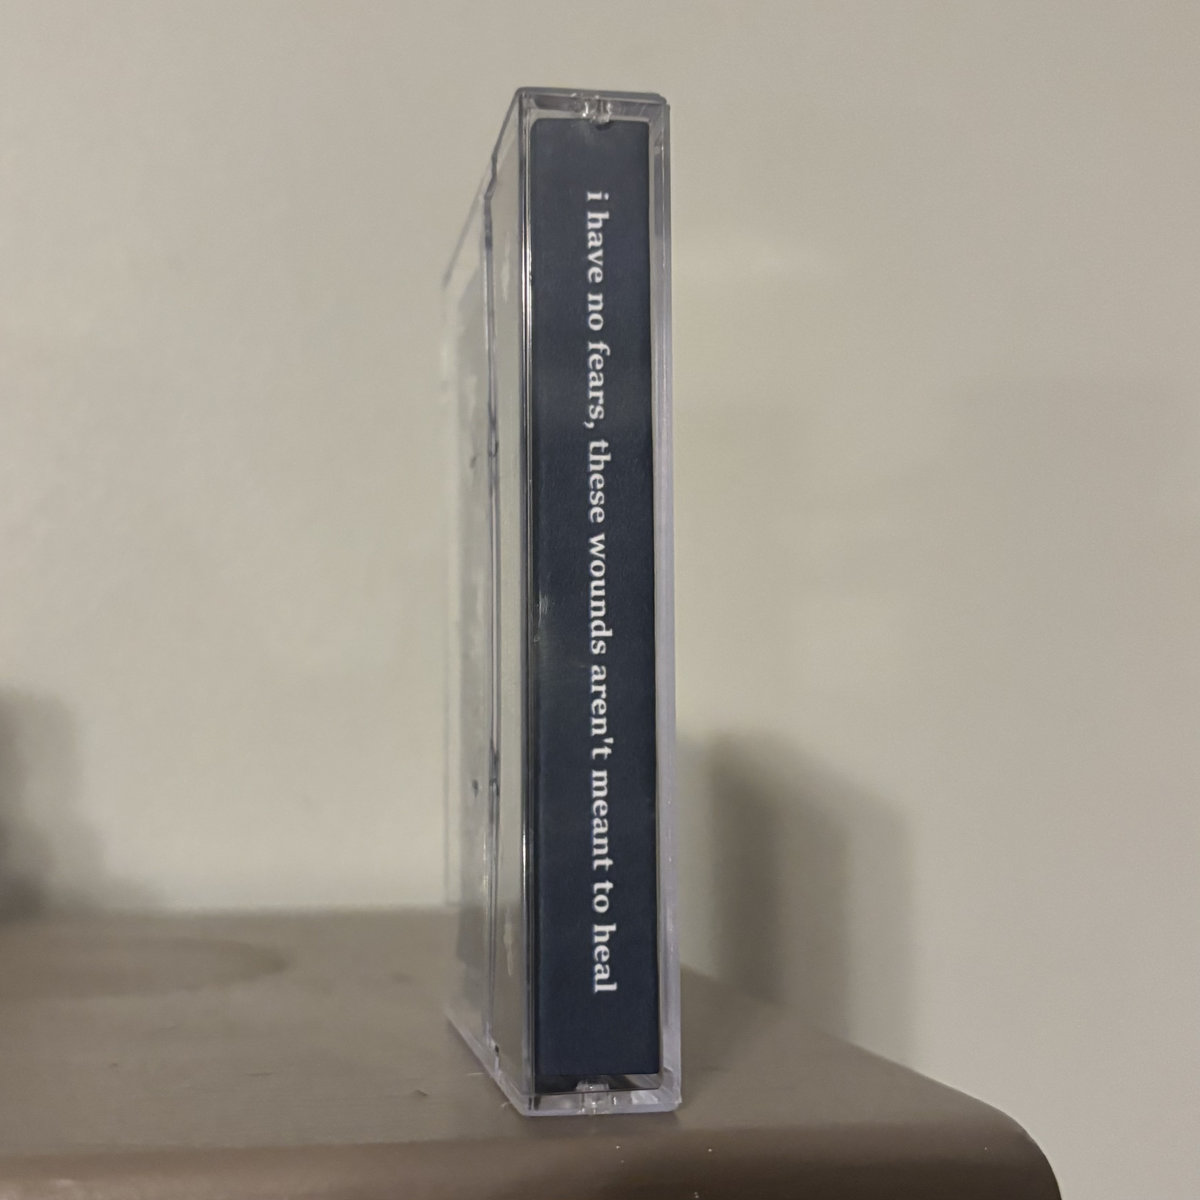 i have no fears, these wounds aren't meant to heal